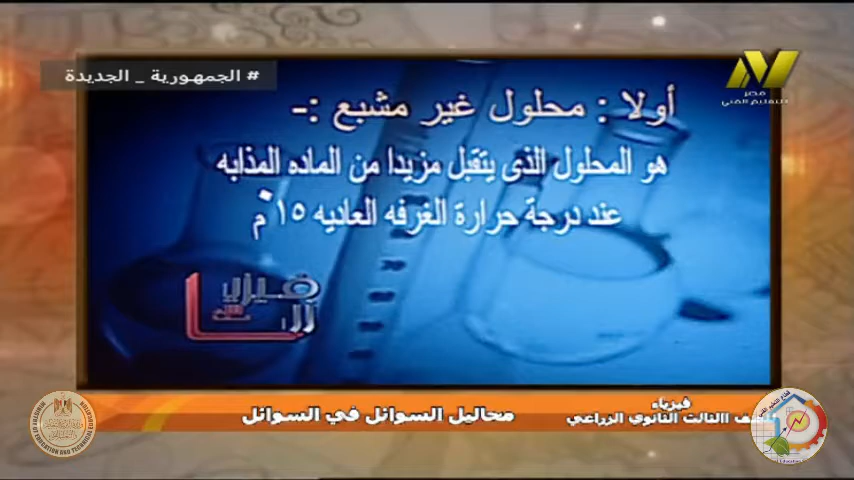 # الجمهورية _ الجديدة
مصر
التعليم الفني
أولا : محلول غير مشبع :-
هو المحلول الذى يتقبل مزيدا من الماده المذابه
عند درجة حرارة الغرفه العاديه ١٥ ْم
فيزياء
الثالث الثانوي الزراعي
محاليل السوائل في السوائل